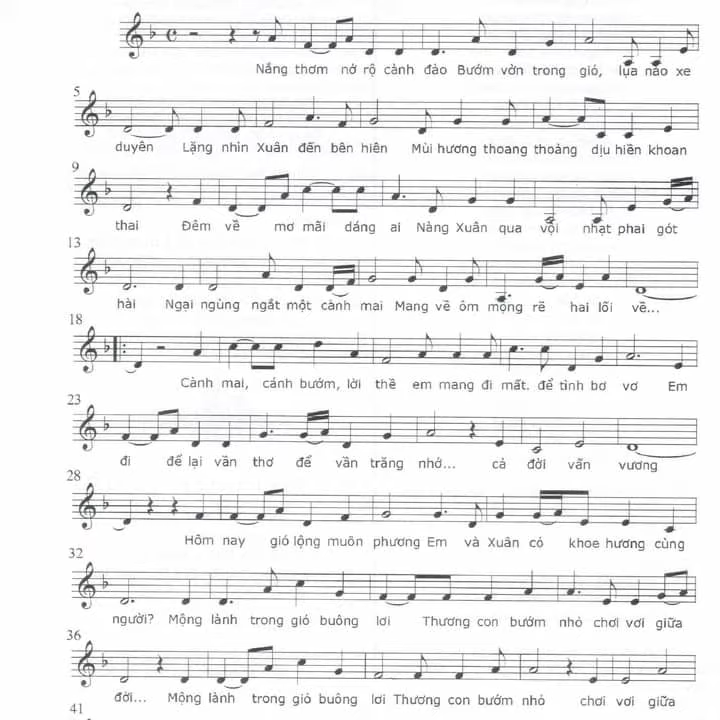 Nắng thơm nở rộ cành đào Bướm vờn trong gió, lụa nào xe
5
duyên Lặng nhìn Xuân đến bên hiên Mùi hương thoang thoảng dịu hiền khoan
9
thai Đêm về mơ mãi dáng ai Nàng Xuân qua vội nhạt phai gót
13
hài Ngại ngùng ngắt một cành mai Mang về ôm mộng rẽ hai lối về...
18
Cành mai, cánh bướm, lời thề em mang đi mất. để tình bơ vơ Em
23
đi để lại vần thơ để vần trăng nhớ... cả đời vấn vương
28
Hôm nay gió lộng muôn phương Em và Xuân có khoe hương cùng
32
người? Mộng lành trong gió buông lơi Thương con bướm nhỏ chơi vơi giữa
36
đời... Mộng lành trong gió buông lơi Thương con bướm nhỏ chơi vơi giữa
41